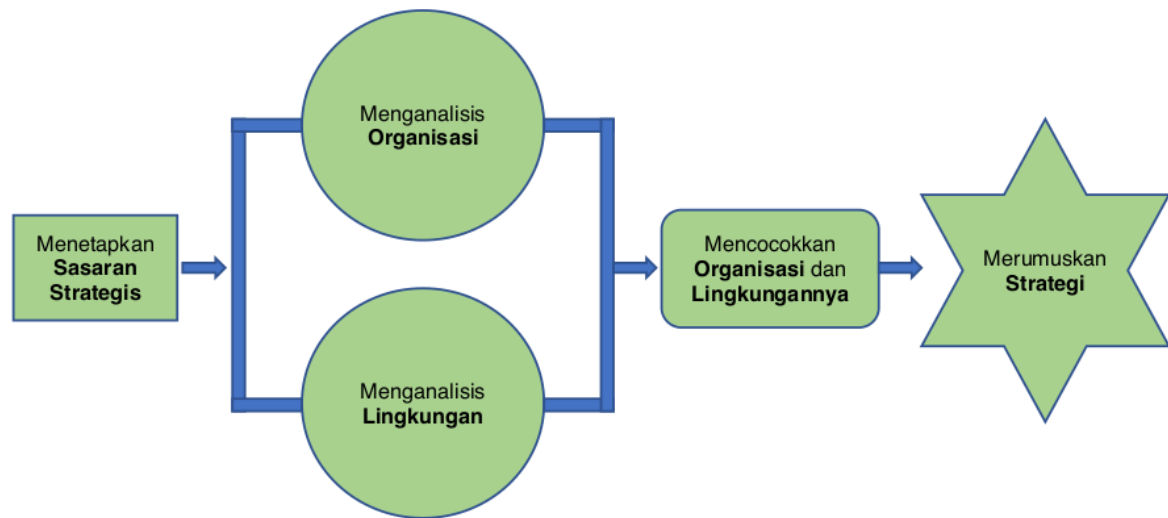 Menetapkan
Sasaran
Strategis
Menganalisis
Organisasi
Menganalisis
Lingkungan
Mencocokkan
Organisasi dan
Lingkungannya
Merumuskan
Strategi